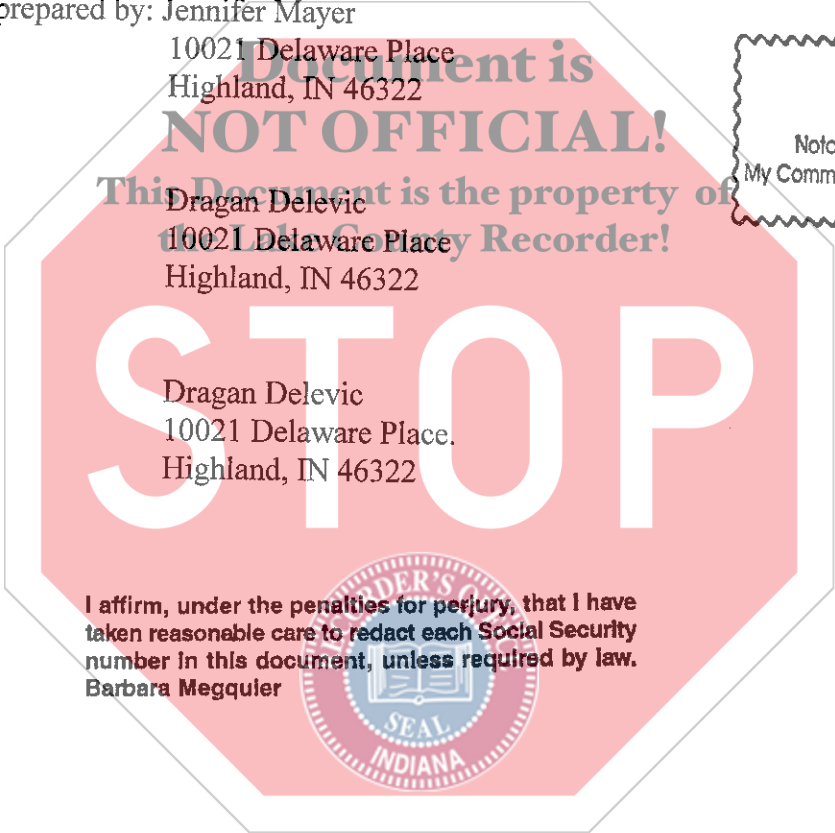 prepared by: Jennifer Mayer
10021 Delaware Place
Highland, IN 46322
Document is
NOT OFFICIAL!
This Document is the property of
the Lake County Recorder!
My
Dragan Delevic
10021 Delaware Place
Highland, IN 46322
STOP
Dragan Delevic
10021 Delaware Place.
Highland, IN 46322
I affirm, under the penalties for perjury, that I have
taken reasonable care to redact each Social Security
number in this document, unless required by law.
Barbara Megquier
RECORDER'S OFFICE
SEAL
INDIANA